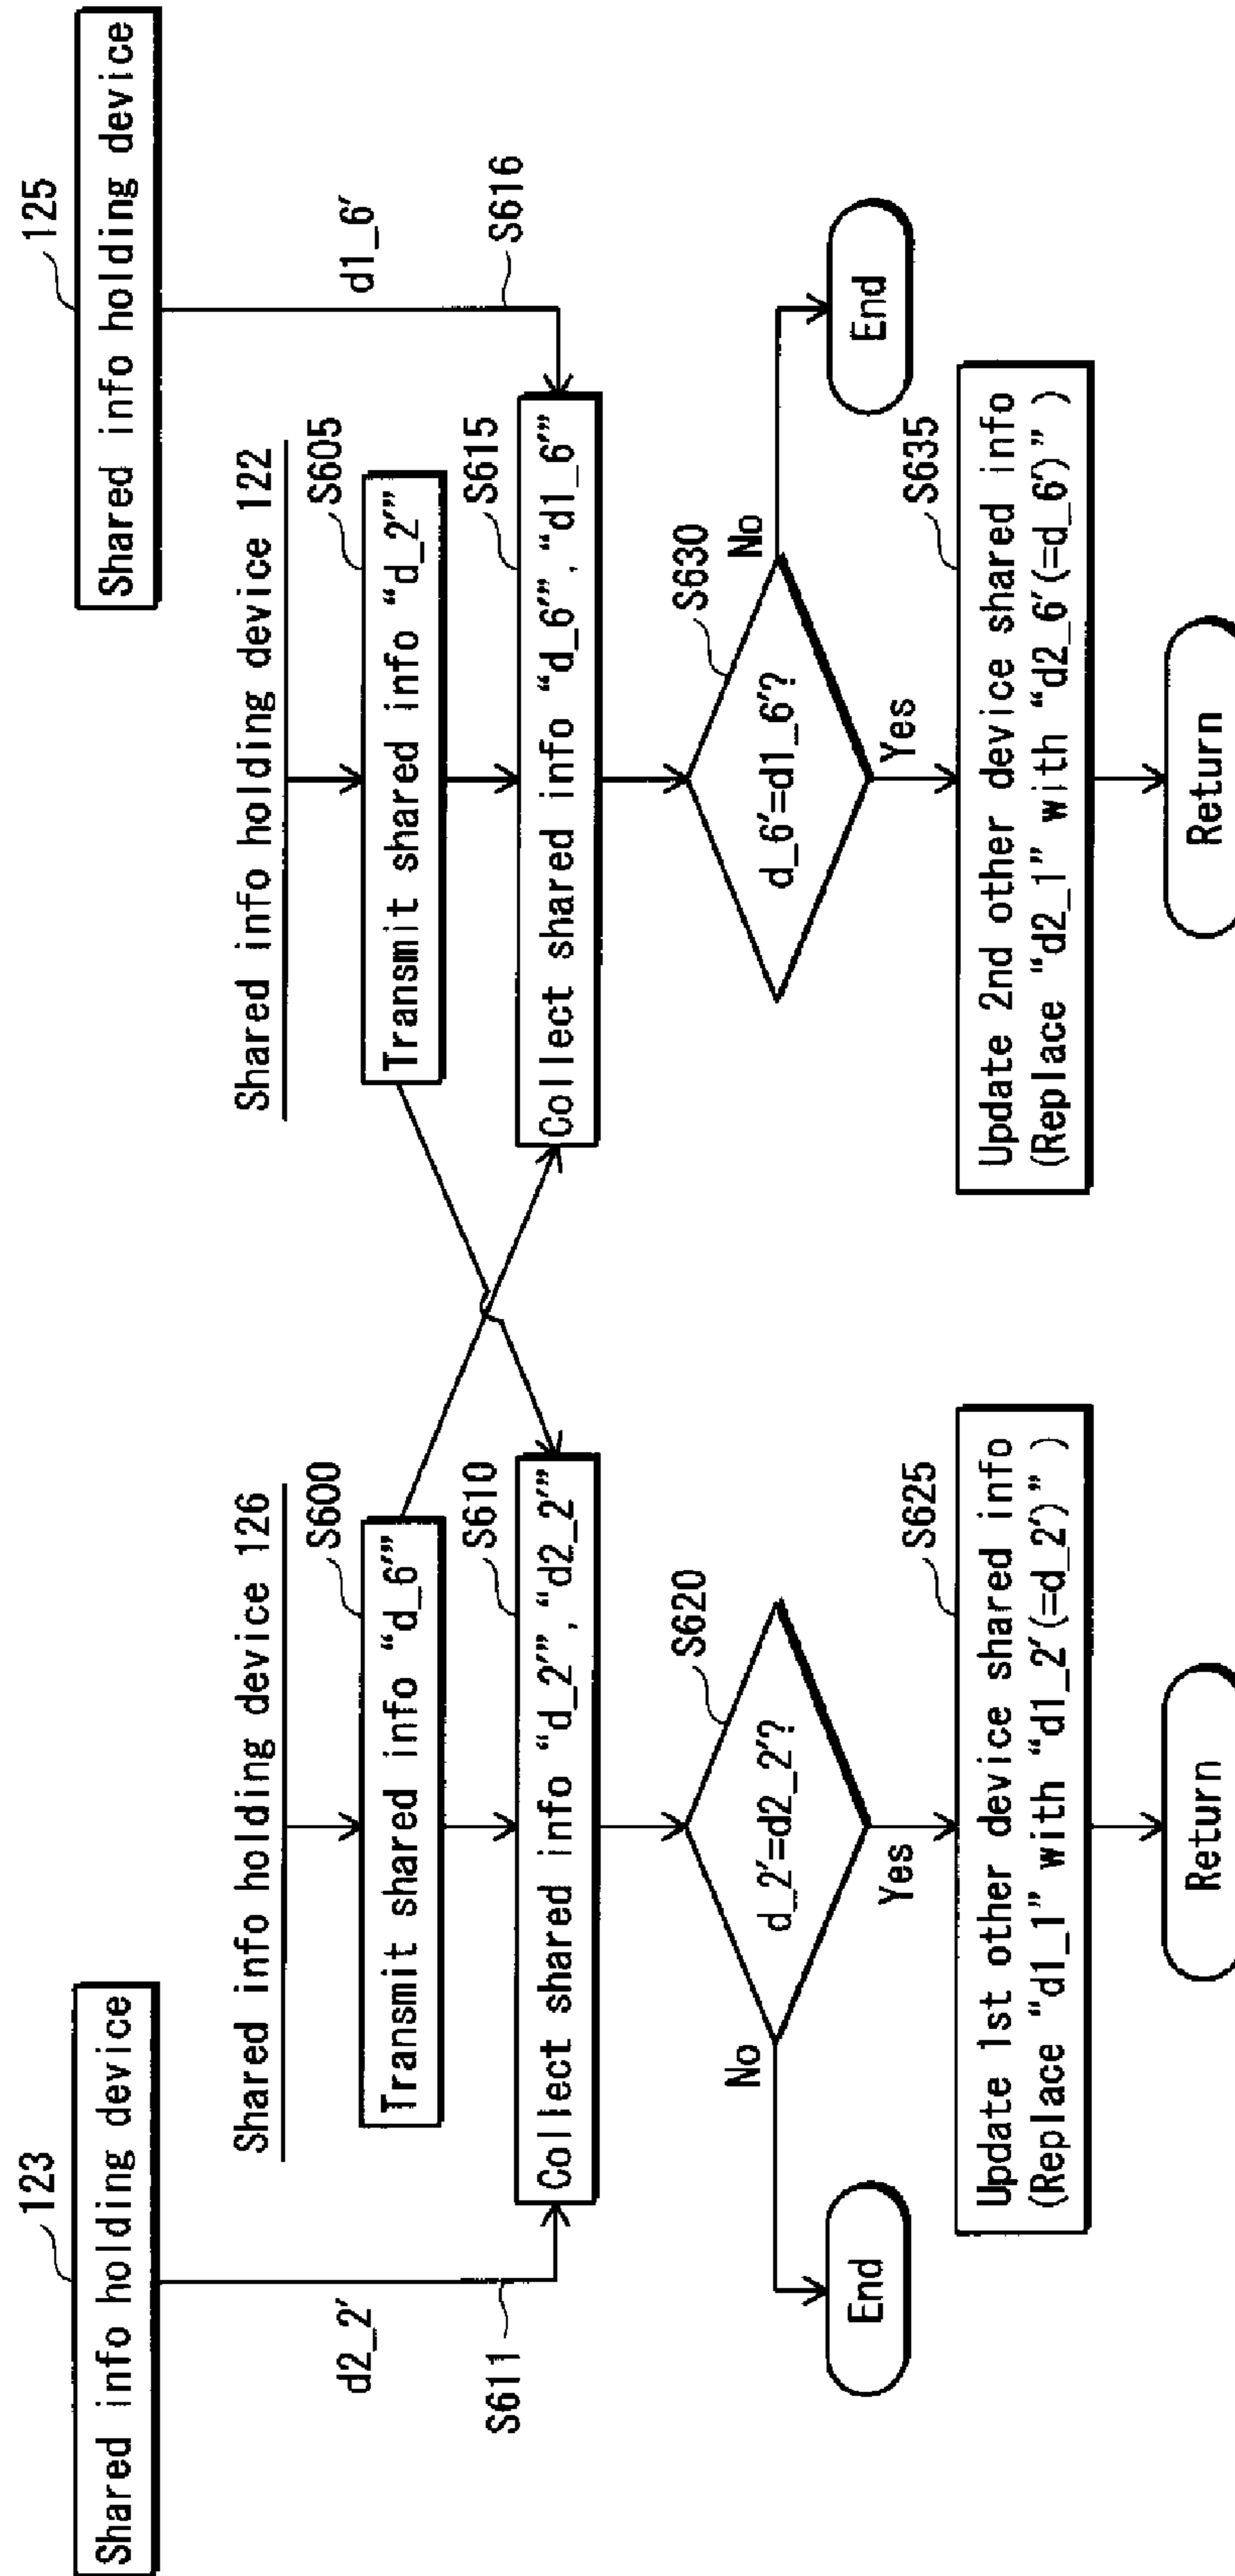 123
Shared info holding device
125
Shared info holding device
d2_2'
S611
d1_6'
S616
Shared info holding device 126
Shared info holding device 122
S600
Transmit shared info “d_6'”
S605
Transmit shared info “d_2'”
S610
Collect shared info “d_2'”, “d2_2'”
S615
Collect shared info “d_6'”, “d1_6'”
S620
d_2'=d2_2'?
No
Yes
End
S630
d_6'=d1_6'?
No
Yes
End
S625
Update 1st other device shared info
(Replace “d1_1” with “d1_2'(=d_2')”)
S635
Update 2nd other device shared info
(Replace “d2_1” with “d2_6'(=d_6')”)
Return
Return